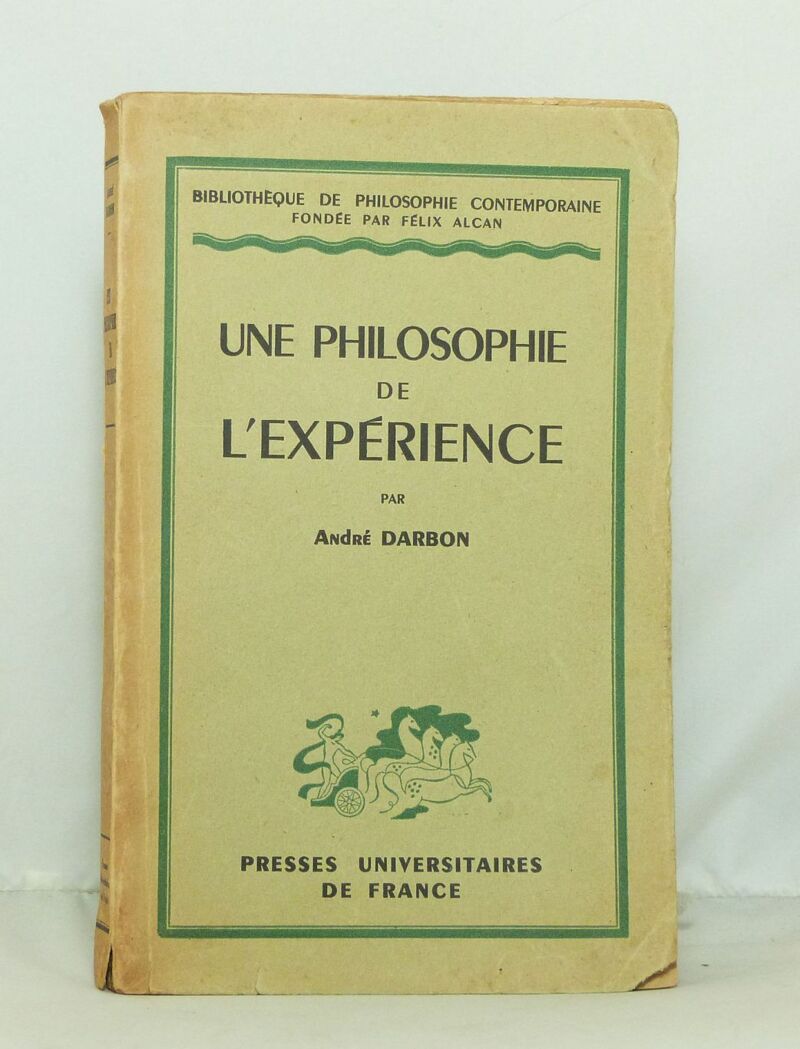 BIBLIOTHÈQUE DE PHILOSOPHIE CONTEMPORAINE
FONDÉE PAR FÉLIX ALCAN
UNE PHILOSOPHIE
DE
L'EXPÉRIENCE
PAR
ANdRÉ DARBON
PRESSES UNIVERSITAIRES
DE FRANCE